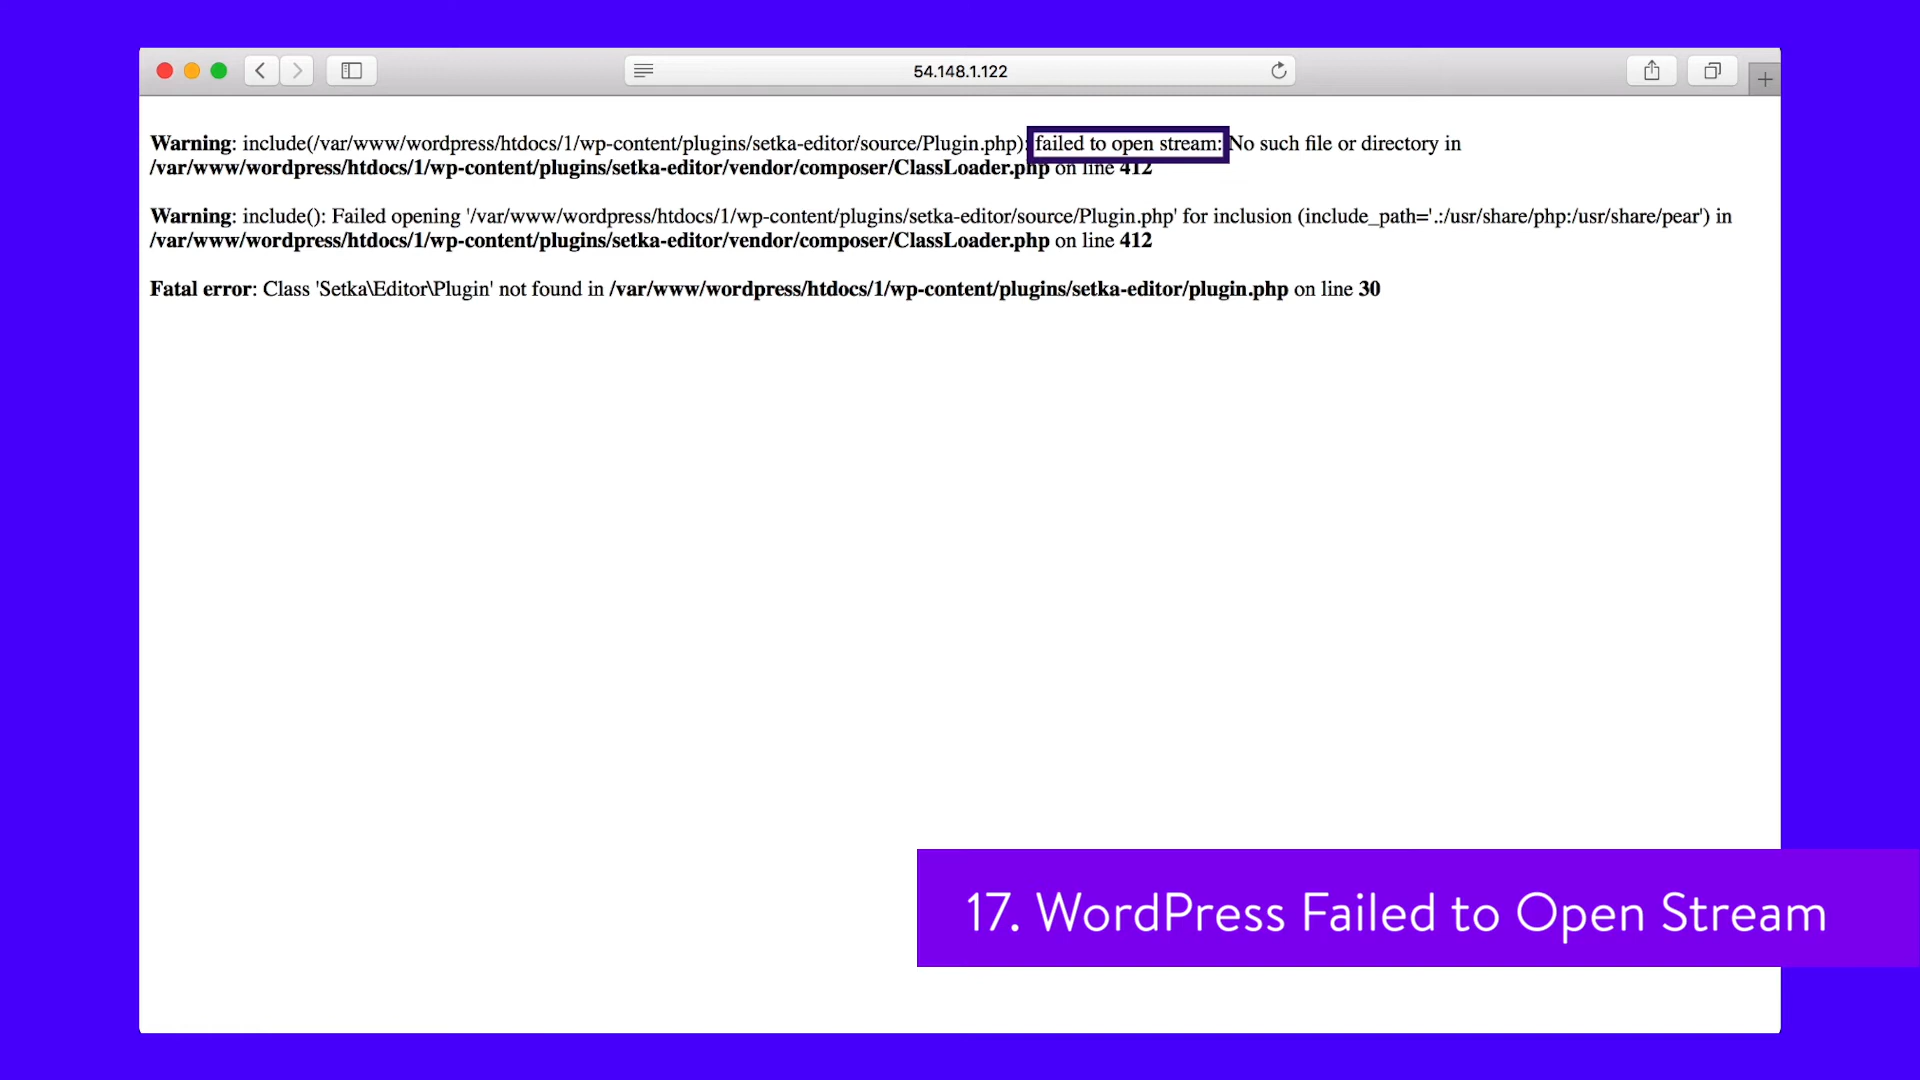 54.148.1.122
Warning: include(/var/www/wordpress/htdocs/1/wp-content/plugins/setka-editor/source/Plugin.php): failed to open stream: No such file or directory in
/var/www/wordpress/htdocs/1/wp-content/plugins/setka-editor/vendor/composer/ClassLoader.php on line 412
Warning: include(): Failed opening '/var/www/wordpress/htdocs/1/wp-content/plugins/setka-editor/source/Plugin.php' for inclusion (include_path='.:/usr/share/php:/usr/share/pear') in
/var/www/wordpress/htdocs/1/wp-content/plugins/setka-editor/vendor/composer/ClassLoader.php on line 412
Fatal error: Class 'Setka\Editor\Plugin' not found in /var/www/wordpress/htdocs/1/wp-content/plugins/setka-editor/plugin.php on line 30
17. WordPress Failed to Open Stream